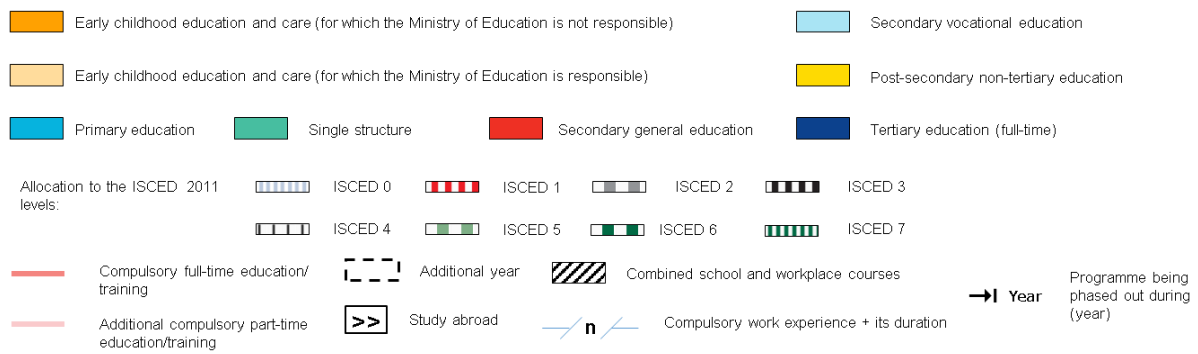 Early childhood education and care (for which the Ministry of Education is not responsible)
Secondary vocational education
Early childhood education and care (for which the Ministry of Education is responsible)
Post-secondary non-tertiary education
Primary education
Single structure
Secondary general education
Tertiary education (full-time)
Allocation to the ISCED 2011
levels:
ISCED 0
ISCED 1
ISCED 2
ISCED 3
ISCED 4
ISCED 5
ISCED 6
ISCED 7
Compulsory full-time education/
training
Additional year
Combined school and workplace courses
Additional compulsory part-time
education/training
>>
Study abroad
n
Compulsory work experience + its duration
Year
Programme being
phased out during
(year)